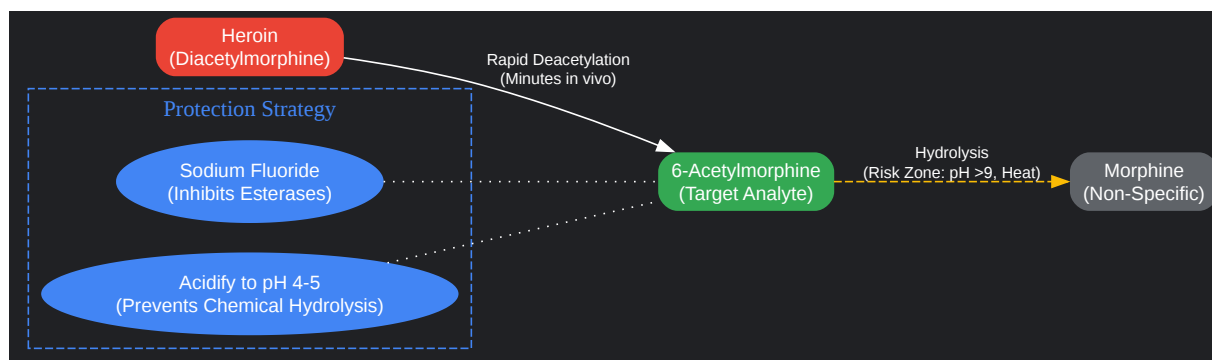 Heroin
(Diacetylmorphine)
Rapid Deacetylation
(Minutes in vivo)
Protection Strategy
Sodium Fluoride
(Inhibits Esterases)
6-Acetylmorphine
(Target Analyte)
Hydrolysis
(Risk Zone: pH >9, Heat)
Morphine
(Non-Specific)
Acidify to pH 4-5
(Prevents Chemical Hydrolysis)